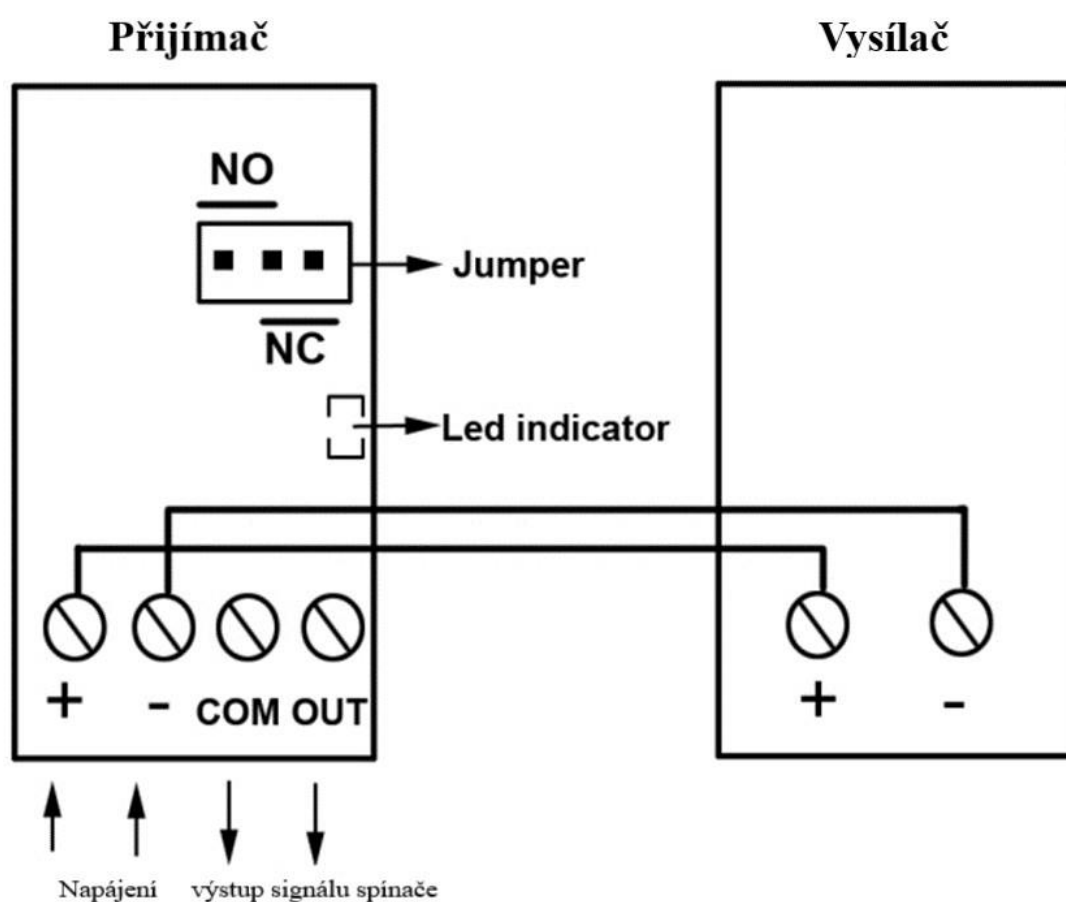 Přijímač
Vysílač
NO
Jumper
NC
Led indicator
+ - COM OUT
+ -
Napájení
výstup signálu spínače